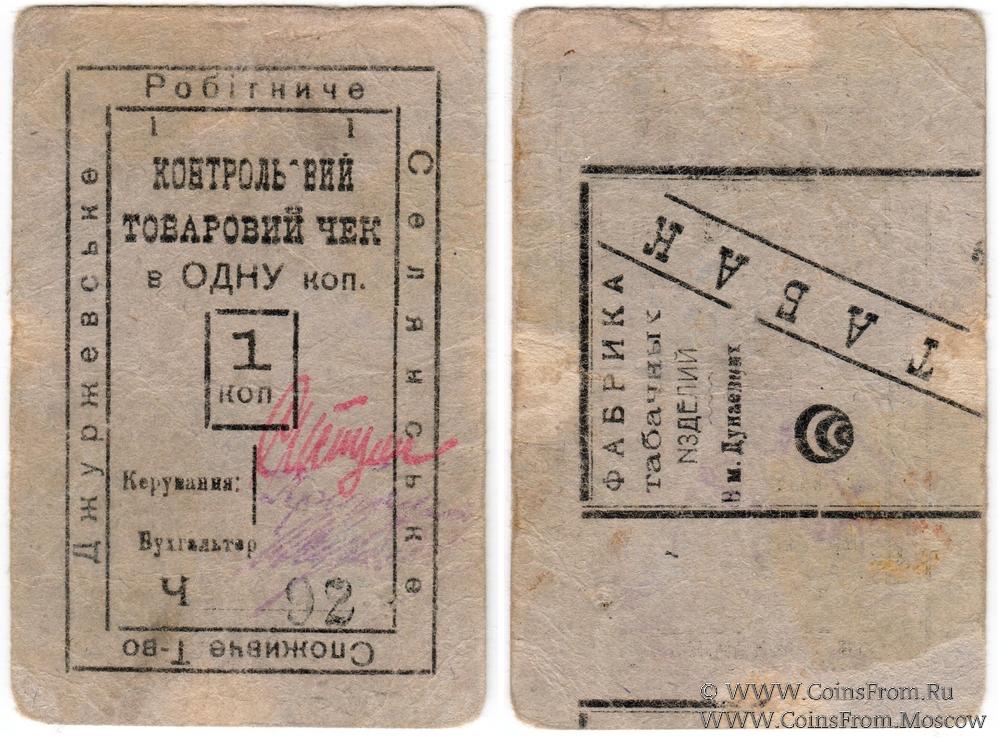 Робітниче
Селянське
Споживче Т-во
Джуржевське
1 1
КОНТРОЛЬ ВИЙ
ТОВАРОВИЙ ЧЕК
в ОДНУ коп.
1
коп
Керування:
Бухгальтер
Ч 92
ФАБРИКА
табачных
ИЗДЕЛИЙ
В м. Дунаевцах
© WWW.CoinsFrom.Ru
WWW.CoinsFrom.Moscow